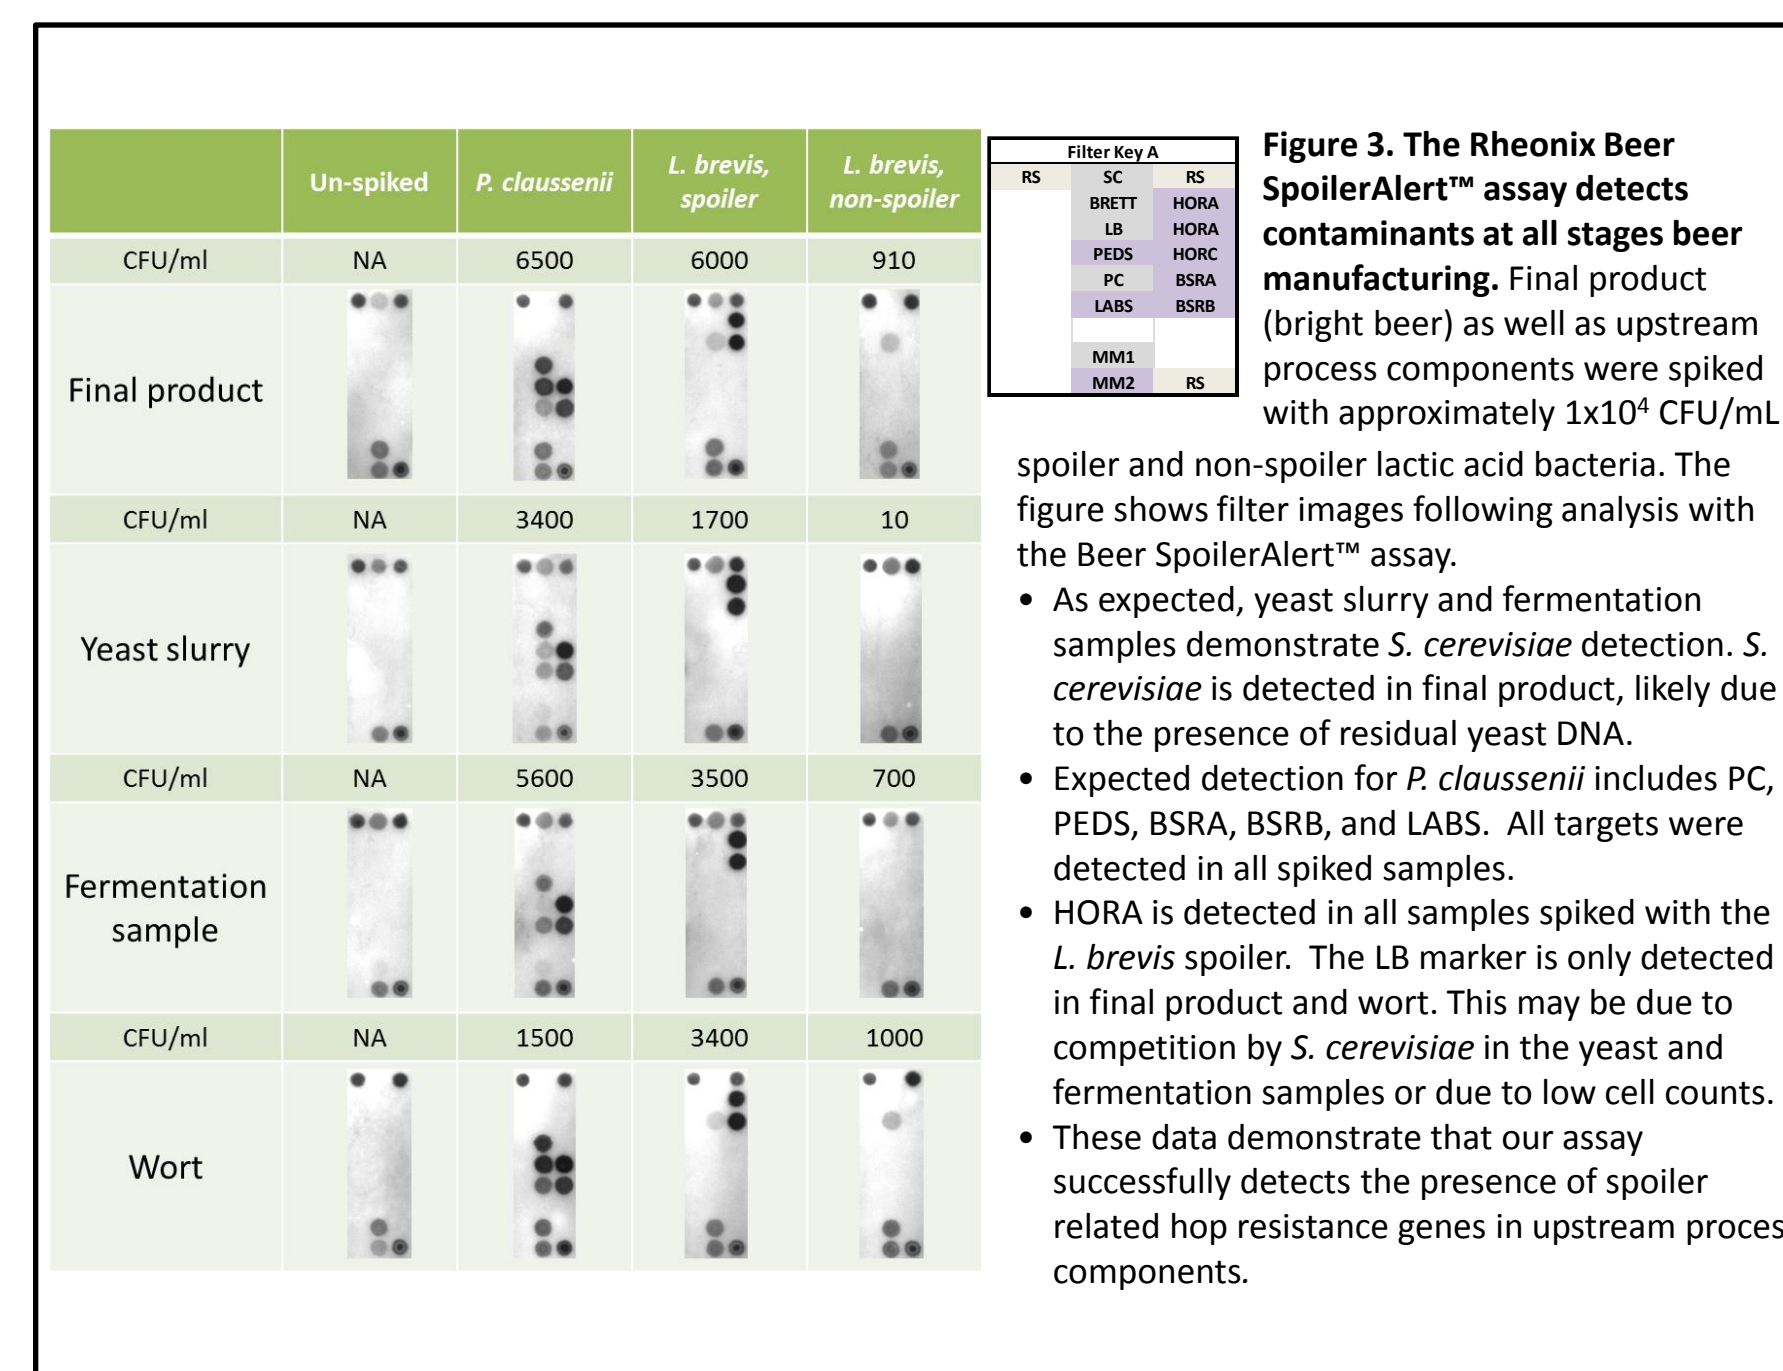 Un-spiked P. claussenii L. brevis, spoiler L. brevis, non-spoiler
CFU/ml NA 6500 6000 910
Final product
CFU/ml NA 3400 1700 10
Yeast slurry
CFU/ml NA 5600 3500 700
Fermentation
sample
CFU/ml NA 1500 3400 1000
Wort
Filter Key A
RS SC RS
BRETT HORA
LB HORA
PEDS HORC
PC BSRA
LABS BSRB
MM1
MM2 RS
Figure 3. The Rheonix Beer
SpoilerAlert™ assay detects
contaminants at all stages beer
manufacturing. Final product
(bright beer) as well as upstream
process components were spiked
with approximately 1x10⁴ CFU/mL
spoiler and non-spoiler lactic acid bacteria. The
figure shows filter images following analysis with
the Beer SpoilerAlert™ assay.
• As expected, yeast slurry and fermentation
samples demonstrate S. cerevisiae detection. S.
cerevisiae is detected in final product, likely due
to the presence of residual yeast DNA.
• Expected detection for P. claussenii includes PC,
PEDS, BSRA, BSRB, and LABS. All targets were
detected in all spiked samples.
• HORA is detected in all samples spiked with the
L. brevis spoiler. The LB marker is only detected
in final product and wort. This may be due to
competition by S. cerevisiae in the yeast and
fermentation samples or due to low cell counts.
• These data demonstrate that our assay
successfully detects the presence of spoiler
related hop resistance genes in upstream proces
components.